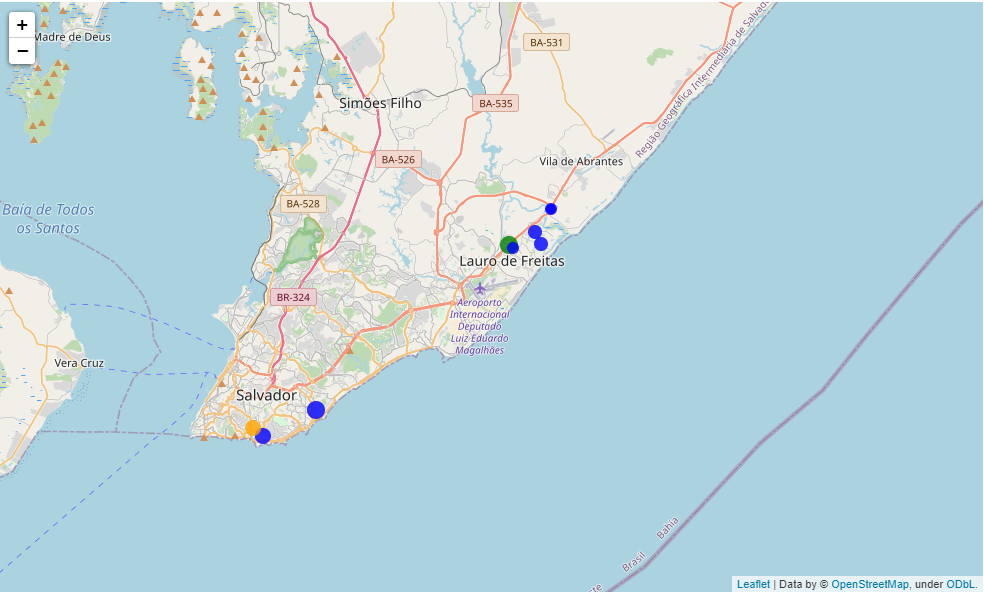 +
−
Madre de Deus
BA-531
Região Geográfica Intermediária de Salvado
Simões Filho
BA-535
BA-526
Vila de Abrantes
BA-528
Baía de Todos
os Santos
Lauro de Freitas
BR-324
Aeroporto
Internacional
Deputado
Luiz Eduardo
Magalhães
Vera Cruz
Salvador
Bahia
Brasil
te
Leaflet | Data by © OpenStreetMap, under ODbL.